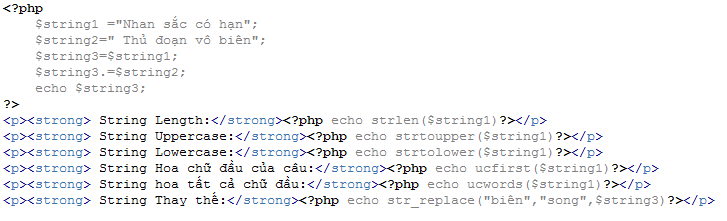 <?php
$string1 ="Nhan sắc có hạn";
$string2=" Thủ đoạn vô biên";
$string3=$string1;
$string3.=$string2;
echo $string3;
?>
<p><strong> String Length:</strong><?php echo strlen($string1)?></p>
<p><strong> String Uppercase:</strong><?php echo strtoupper($string1)?></p>
<p><strong> String Lowercase:</strong><?php echo strtolower($string1)?></p>
<p><strong> String Hoa chữ đầu của câu:</strong><?php echo ucfirst($string1)?></p>
<p><strong> String hoa tất cả chữ đầu:</strong><?php echo ucwords($string1)?></p>
<p><strong> String Thay thế:</strong><?php echo str_replace("biên","song",$string3)?></p>